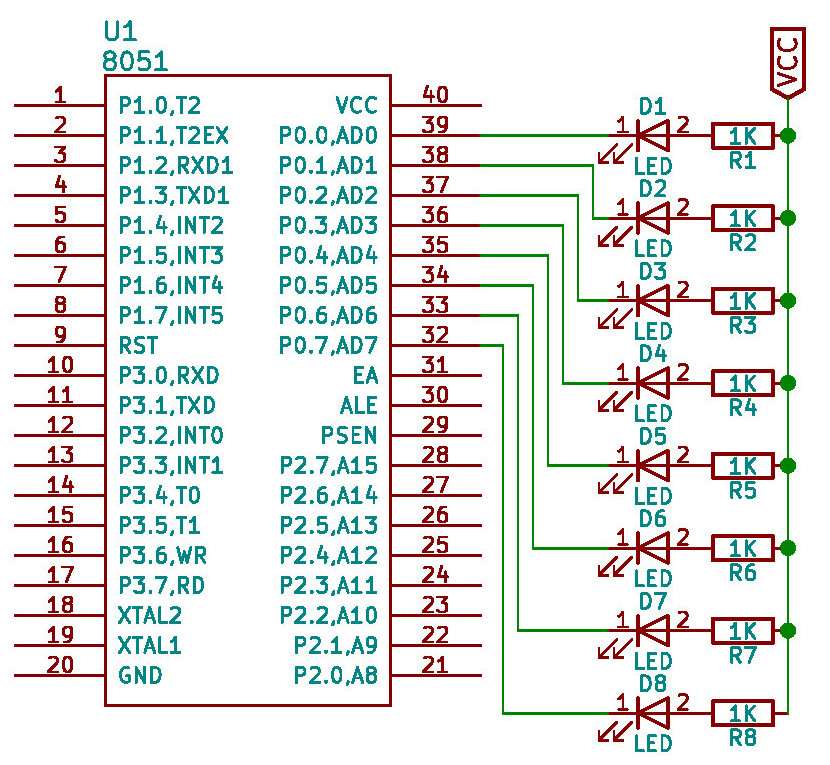 U1
8051
1 P1.0,T2 VCC 40
2 P1.1,T2EX P0.0,AD0 39
3 P1.2,RXD1 P0.1,AD1 38
4 P1.3,TXD1 P0.2,AD2 37
5 P1.4,INT2 P0.3,AD3 36
6 P1.5,INT3 P0.4,AD4 35
7 P1.6,INT4 P0.5,AD5 34
8 P1.7,INT5 P0.6,AD6 33
9 RST P0.7,AD7 32
10 P3.0,RXD EA 31
11 P3.1,TXD ALE 30
12 P3.2,INT0 PSEN 29
13 P3.3,INT1 P2.7,A15 28
14 P3.4,T0 P2.6,A14 27
15 P3.5,T1 P2.5,A13 26
16 P3.6,WR P2.4,A12 25
17 P3.7,RD P2.3,A11 24
18 XTAL2 P2.2,A10 23
19 XTAL1 P2.1,A9 22
20 GND P2.0,A8 21
VCC
D1
1 2 1K
LED R1
D2
1 2 1K
LED R2
D3
1 2 1K
LED R3
D4
1 2 1K
LED R4
D5
1 2 1K
LED R5
D6
1 2 1K
LED R6
D7
1 2 1K
LED R7
D8
1 2 1K
LED R8